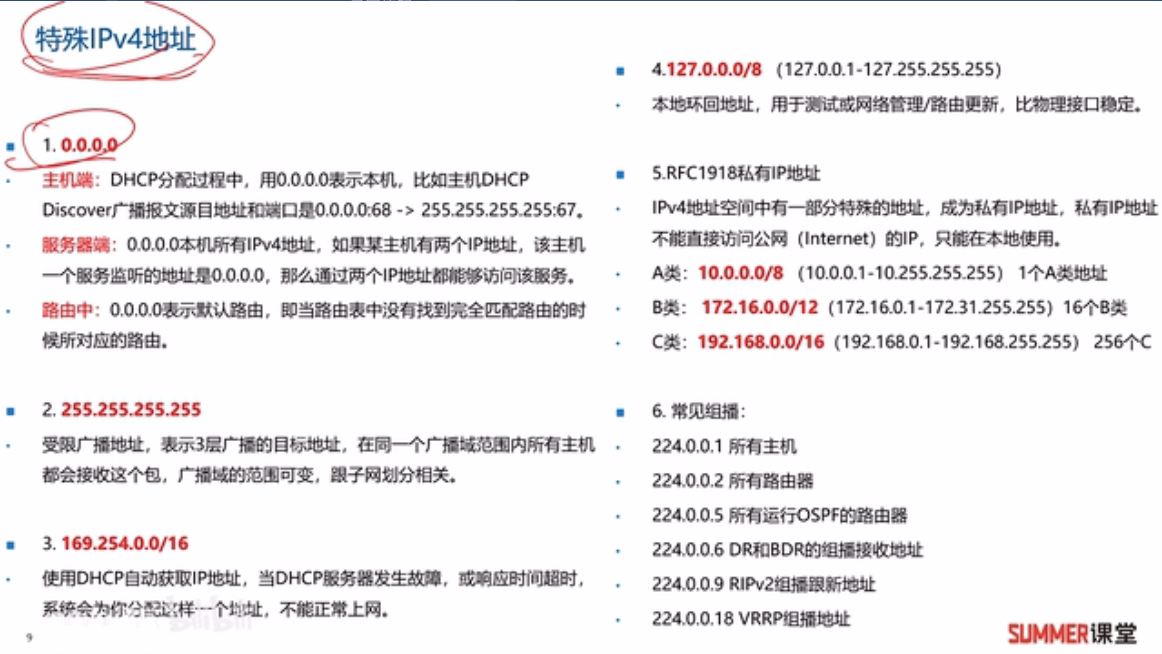 特殊IPv4地址
1. 0.0.0.0
主机端：DHCP分配过程中，用0.0.0.0表示本机，比如主机DHCP
Discover广播报文源目地址和端口是0.0.0.0:68 -> 255.255.255.255:67。
服务器端：0.0.0.0本机所有IPv4地址，如果某主机有两个IP地址，该主机
一个服务监听的地址是0.0.0.0，那么通过两个IP地址都能够访问该服务。
路由中：0.0.0.0表示默认路由，即当路由表中没有找到完全匹配路由的时
候所对应的路由。
2. 255.255.255.255
受限广播地址，表示3层广播的目标地址，在同一个广播域范围内所有主机
都会接收这个包，广播域的范围可变，跟子网划分相关。
3. 169.254.0.0/16
使用DHCP自动获取IP地址，当DHCP服务器发生故障，或响应时间超时，
系统会为你分配这样一个地址，不能正常上网。
bilibili
9
4.127.0.0.0/8 （127.0.0.1-127.255.255.255）
本地环回地址，用于测试或网络管理/路由更新，比物理接口稳定。
5.RFC1918私有IP地址
IPv4地址空间中有一部分特殊的地址，成为私有IP地址，私有IP地址
不能直接访问公网（Internet）的IP，只能在本地使用。
A类：10.0.0.0/8 （10.0.0.1-10.255.255.255） 1个A类地址
B类： 172.16.0.0/12（172.16.0.1-172.31.255.255）16个B类
C类：192.168.0.0/16（192.168.0.1-192.168.255.255） 256个C
6. 常见组播：
224.0.0.1 所有主机
224.0.0.2 所有路由器
224.0.0.5 所有运行OSPF的路由器
224.0.0.6 DR和BDR的组播接收地址
224.0.0.9 RIPv2组播跟新地址
224.0.0.18 VRRP组播地址
SUMMER课堂